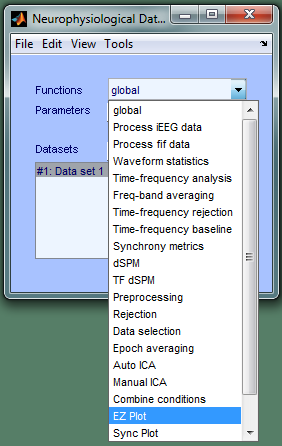 Neurophysiological Dat...
File Edit View Tools
Functions global
Parameters
global
Process iEEG data
Process fif data
Datasets
Waveform statistics
#1: Data set 1
Time-frequency analysis
Freq-band averaging
Time-frequency rejection
Time-frequency baseline
Synchrony metrics
dSPM
TF dSPM
Preprocessing
Rejection
Data selection
Epoch averaging
Auto ICA
Manual ICA
Combine conditions
EZ Plot
Sync Plot